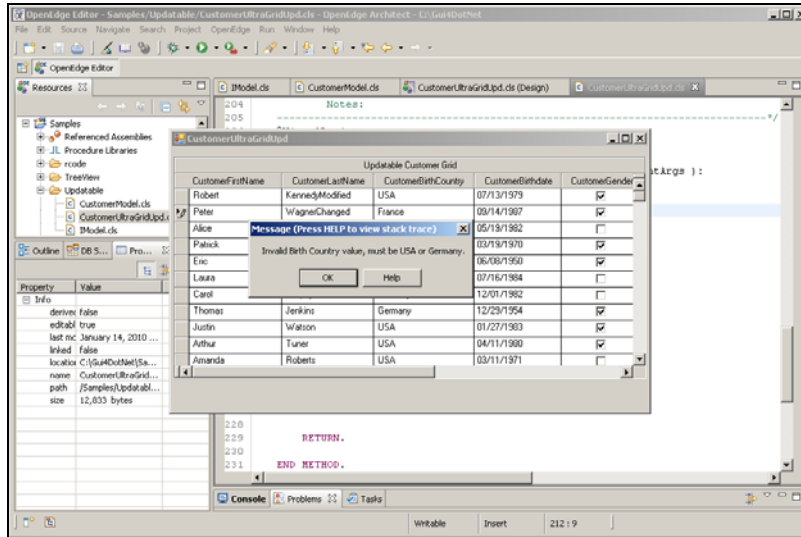 OpenEdge Editor - Samples/Updatable/CustomerUltraGridUpd.cls - OpenEdge Architect - C:\Gui4DotNet
File Edit Source Navigate Search Project OpenEdge Run Window Help
OpenEdge Editor
Resources
IModel.cls
CustomerModel.cls
CustomerUltraGridUpd.cls (Design)
CustomerUltraGridUpd.cls
Samples
Referenced Assemblies
Procedure Libraries
rcode
TreeView
Updatable
CustomerModel.cls
CustomerUltraGridUpd.c
IModel.cls
204 Notes:
205 ------------------------------------------------------------*/
ntArgs ):
CustomerUltraGridUpd
Updatable Customer Grid
CustomerFirstName CustomerLastName CustomerBirthCountry CustomerBirthdate CustomerGender
Robert KennedyModified USA 07/13/1979
Peter WagnerChanged France 09/14/1987
Alice 05/19/1982
Patrick 03/19/1970
Eric 06/08/1950
Laura 07/16/1984
Carol 12/01/1982
Thomas Jenkins Germany 12/29/1954
Justin Watson USA 01/27/1983
Arthur Tuner USA 04/11/1980
Amanda Roberts USA 03/11/1971
Message (Press HELP to view stack trace)
Invalid Birth Country value, must be USA or Germany.
OK Help
Outline DB S... Pro...
Property Value
Info
derived false
editabl true
last mc January 14, 2010 ...
linked false
location C:\Gui4DotNet\Sa...
name CustomerUltraGrid...
path /Samples/Updatabl...
size 12,833 bytes
228
229 RETURN.
230
231 END METHOD.
Console Problems Tasks
Writable Insert 212 : 9